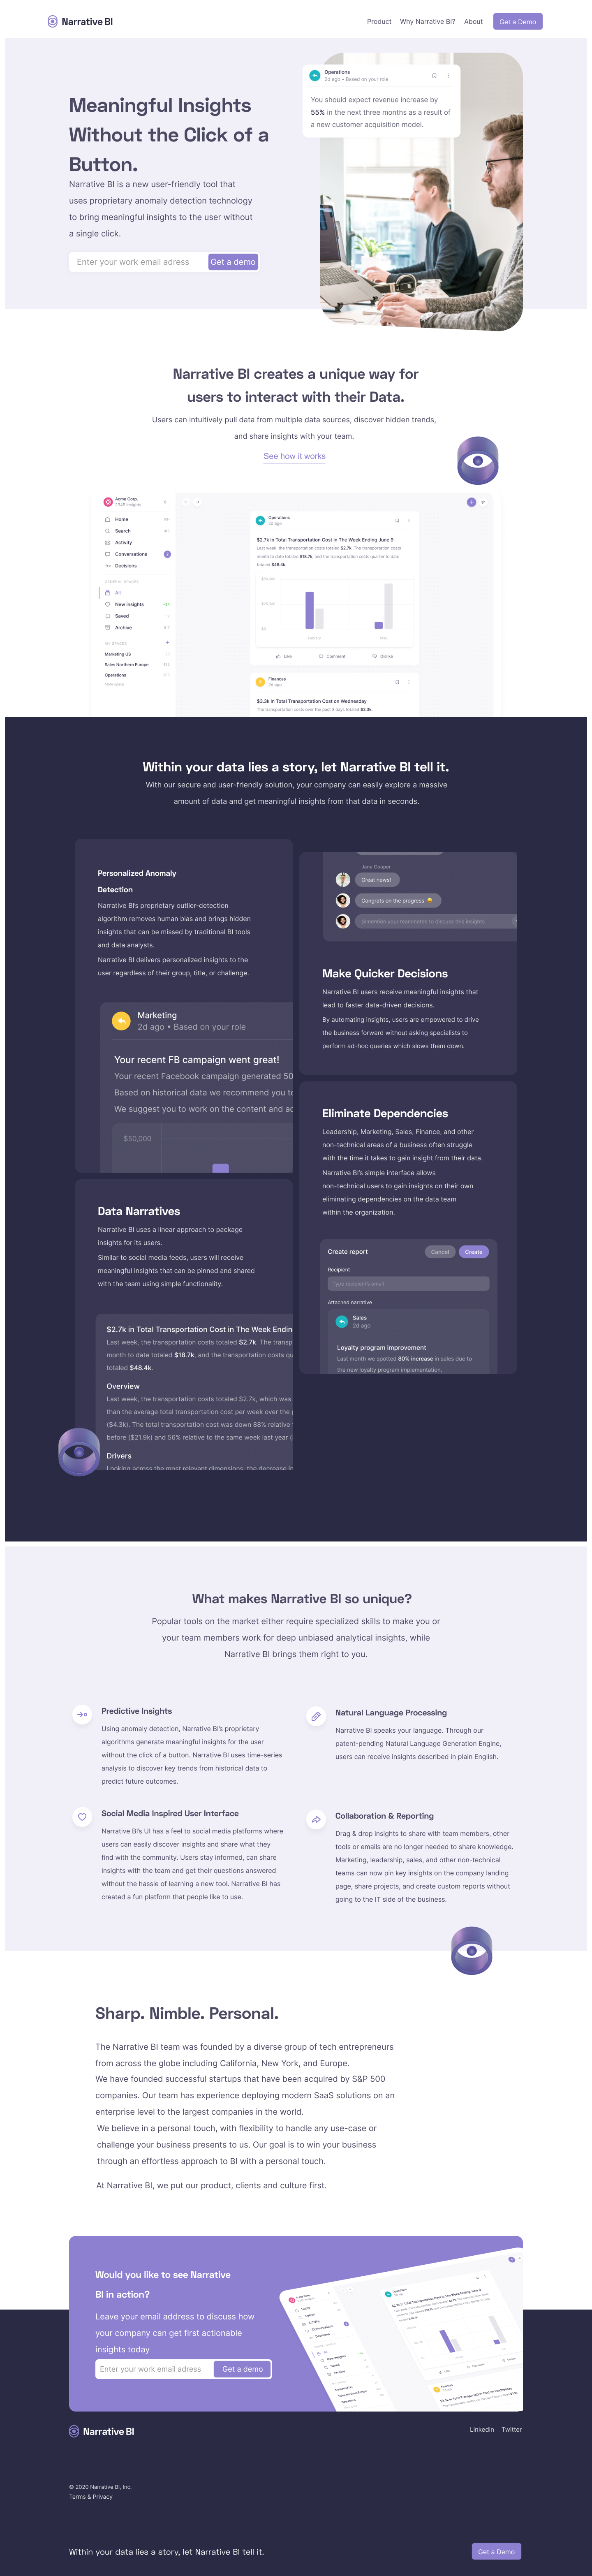 Narrative BI
Product Why Narrative BI? About Get a Demo
Meaningful Insights
Without the Click of a
Button.
Narrative BI is a new user-friendly tool that
uses proprietary anomaly detection technology
to bring meaningful insights to the user without
a single click.
Enter your work email adress Get a demo
Operations
2d ago • Based on your role
You should expect revenue increase by
55% in the next three months as a result of
a new customer acquisition model.
Narrative BI creates a unique way for
users to interact with their Data.
Users can intuitively pull data from multiple data sources, discover hidden trends,
and share insights with your team.
See how it works
Acme Corp.
2340 insights
Home
Search
Activity
Conversations
Decisions
GENERAL SPACES
All
New insights
Saved
Archive
MY SPACES
Marketing US
Sales Northern Europe
Operations
Operations
2d ago
$2.7k in Total Transportation Cost in The Week Ending June 9
Last week, the transportation costs totaled $2.7k. The transportation costs
month to date totaled $18.7k, and the transportation costs quarter to date
totaled $48.4k.
Likes Comment Dislike
Finances
2d ago
$3.3k in Total Transportation Cost on Wednesday
The transportation costs over the past 3 days totaled $3.3k
Within your data lies a story, let Narrative BI tell it.
With our secure and user-friendly solution, your company can easily explore a massive
amount of data and get meaningful insights from that data in seconds.
Personalized Anomaly
Detection
Narrative BI's proprietary outlier-detection
algorithm removes human bias and brings hidden
insights that can be missed by traditional BI tools
and data analysts.
Narrative BI delivers personalized insights to the
user regardless of their group, title, or challenge.
Marketing
2d ago • Based on your role
Your recent FB campaign went great!
Your recent Facebook campaign generated 50
Based on historical data we recommend you to
We suggest you to work on the content and ad
$50,000
Jane Cooper
Great news!
Congrats on the progress 😀
@mention your teammates to discuss this insights
Make Quicker Decisions
Narrative BI users receive meaningful insights that
lead to faster data-driven decisions.
By automating insights, users are empowered to drive
the business forward without asking specialists to
perform ad-hoc queries which slows them down.
Eliminate Dependencies
Leadership, Marketing, Sales, Finance, and other
non-technical areas of a business often struggle
with the time it takes to gain insight from their data.
Narrative BI's simple interface allows
non-technical users to gain insights on their own
eliminating dependencies on the data team
within the organization.
Create report Cancel Create
Recipient
Type recipient's email
Attached narrative
Sales
2d ago
Loyalty program improvement
Last month we spotted 80% increase in sales due to
the new loyalty program implementation.
Data Narratives
Narrative BI uses a linear approach to package
insights for its users.
Similar to social media feeds, users will receive
meaningful insights that can be pinned and shared
with the team using simple functionality.
$2.7k in Total Transportation Cost in The Week Endin
Last week, the transportation costs totaled $2.7k. The transp
month to date totaled $18.7k, and the transportation costs qu
totaled $48.4k.
Overview
Last week, the transportation costs totaled $2.7k, which was
than the average total transportation cost per week over the
($4.3k). The total transportation cost was down 88% relative
before ($21.9k) and 56% relative to the same week last year (
Drivers
Looking across the most relevant dimensions, the decrease in
What makes Narrative BI so unique?
Popular tools on the market either require specialized skills to make you or
your team members work for deep unbiased analytical insights, while
Narrative BI brings them right to you.
Predictive Insights
Using anomaly detection, Narrative BI's proprietary
algorithms generate meaningful insights for the user
without the click of a button. Narrative BI uses time-series
analysis to discover key trends from historical data to
predict future outcomes.
Natural Language Processing
Narrative BI speaks your language. Through our
patent-pending Natural Language Generation Engine,
users can receive insights described in plain English.
Social Media Inspired User Interface
Narrative BI's UI has a feel to social media platforms where
users can easily discover insights and share what they
find with the community. Users stay informed, can share
insights with the team and get their questions answered
without the hassle of learning a new tool. Narrative BI has
created a fun platform that people like to use.
Collaboration & Reporting
Drag & drop insights to share with team members, other
tools or emails are no longer needed to share knowledge.
Marketing, leadership, sales, and other non-technical
teams can now pin key insights on the company landing
page, share projects, and create custom reports without
going to the IT side of the business.
Sharp. Nimble. Personal.
The Narrative BI team was founded by a diverse group of tech entrepreneurs
from across the globe including California, New York, and Europe.
We have founded successful startups that have been acquired by S&P 500
companies. Our team has experience deploying modern SaaS solutions on an
enterprise level to the largest companies in the world.
We believe in a personal touch, with flexibility to handle any use-case or
challenge your business presents to us. Our goal is to win your business
through an effortless approach to BI with a personal touch.
At Narrative BI, we put our product, clients and culture first.
Would you like to see Narrative
BI in action?
Leave your email address to discuss how
your company can get first actionable
insights today
Enter your work email adress Get a demo
Narrative BI
Linkedin Twitter
© 2020 Narrative BI, Inc.
Terms & Privacy
Within your data lies a story, let Narrative BI tell it.
Get a Demo